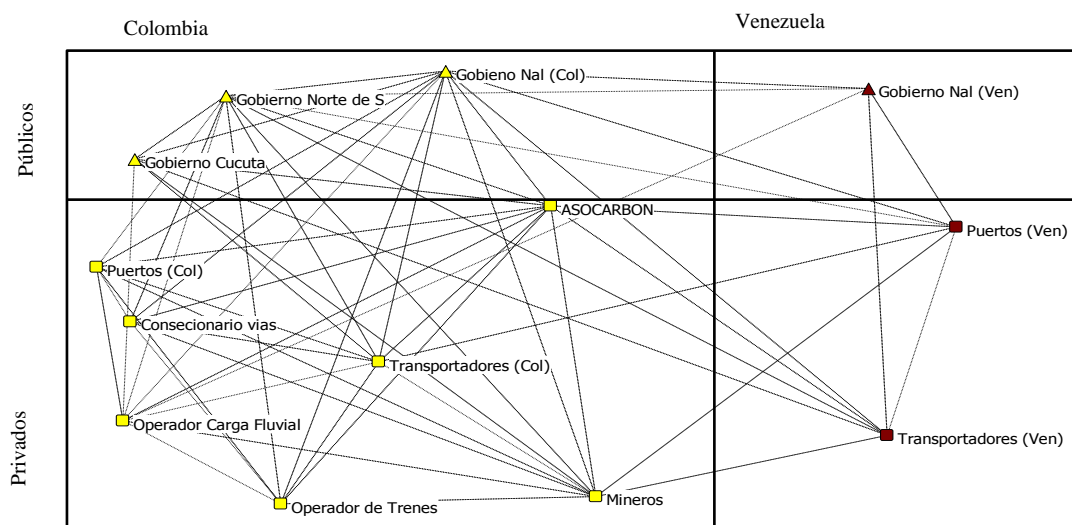 Colombia
Venezuela
Públicos
Privados
Gobieno Nal (Col)
Gobierno Nal (Ven)
Gobierno Norte de S
Gobierno Cucuta
ASOCARBON
Puertos (Ven)
Puertos (Col)
Consecionario vias
Transportadores (Col)
Operador Carga Fluvial
Transportadores (Ven)
Mineros
Operador de Trenes